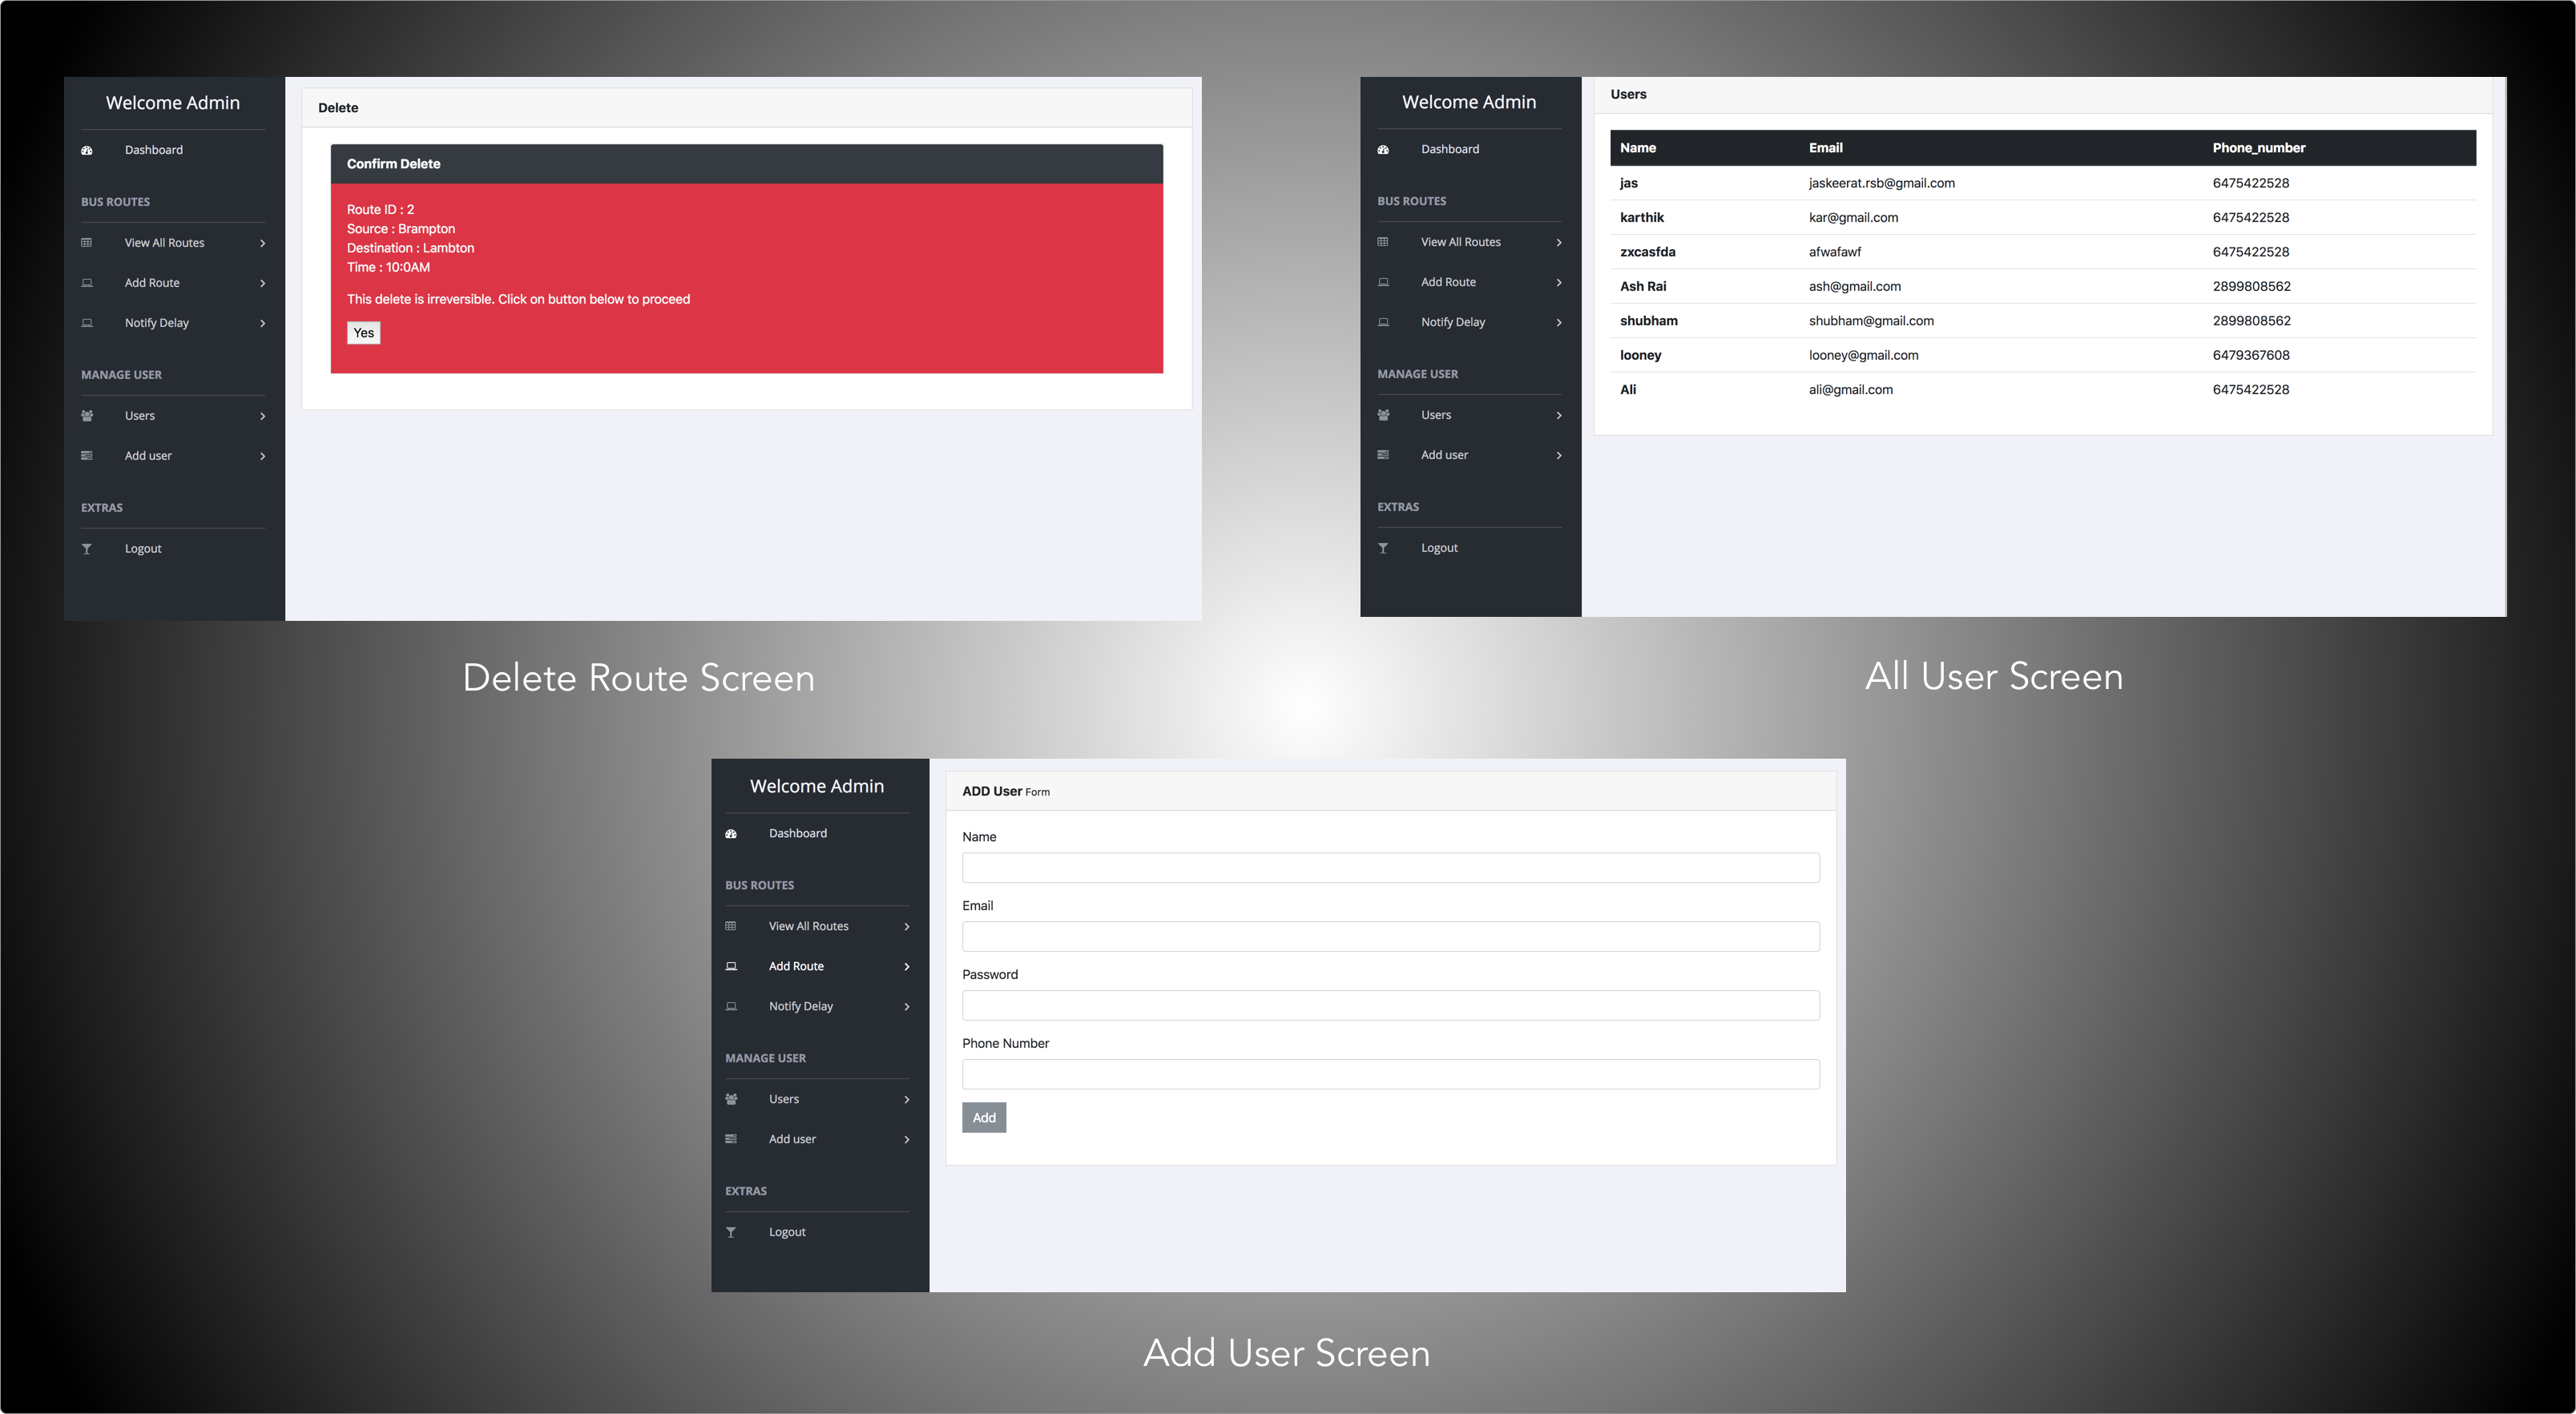 Welcome Admin
Dashboard
BUS ROUTES
View All Routes
Add Route
Notify Delay
MANAGE USER
Users
Add user
EXTRAS
Logout
Delete
Confirm Delete
Route ID : 2
Source : Brampton
Destination : Lambton
Time : 10:0AM
This delete is irreversible. Click on button below to proceed
Yes
Delete Route Screen
Welcome Admin
Dashboard
BUS ROUTES
View All Routes
Add Route
Notify Delay
MANAGE USER
Users
Add user
EXTRAS
Logout
Users
Name Email Phone_number
jas jaskeerat.rsb@gmail.com 6475422528
karthik kar@gmail.com 6475422528
zxcasfda afwafawf 6475422528
Ash Rai ash@gmail.com 2899808562
shubham shubham@gmail.com 2899808562
looney looney@gmail.com 6479367608
Ali ali@gmail.com 6475422528
All User Screen
Welcome Admin
Dashboard
BUS ROUTES
View All Routes
Add Route
Notify Delay
MANAGE USER
Users
Add user
EXTRAS
Logout
ADD User Form
Name
Email
Password
Phone Number
Add
Add User Screen